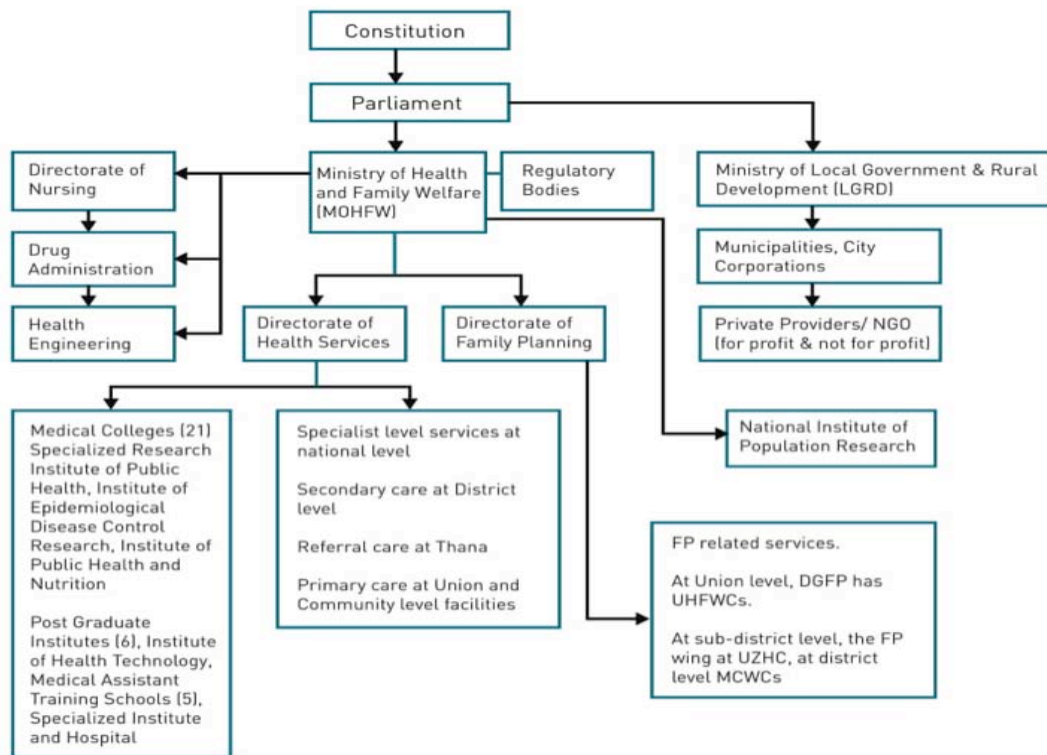 Constitution
Parliament
Directorate of
Nursing
Ministry of Health
and Family Welfare
(MOHFW)
Regulatory
Bodies
Ministry of Local Government & Rural
Development (LGRD)
Drug
Administration
Municipalities, City
Corporations
Health
Engineering
Directorate of
Health Services
Directorate of
Family Planning
Private Providers/ NGO
(for profit & not for profit)
Medical Colleges (21)
Specialized Research
Institute of Public
Health, Institute of
Epidemiological
Disease Control
Research, Institute of
Public Health and
Nutrition
Post Graduate
Institutes (6), Institute
of Health Technology,
Medical Assistant
Training Schools (5),
Specialized Institute
and Hospital
Specialist level services at
national level
Secondary care at District
level
Referral care at Thana
Primary care at Union and
Community level facilities
National Institute of
Population Research
FP related services.
At Union level, DGFP has
UHFWCs.
At sub-district level, the FP
wing at UZHC, at district
level MCWCs